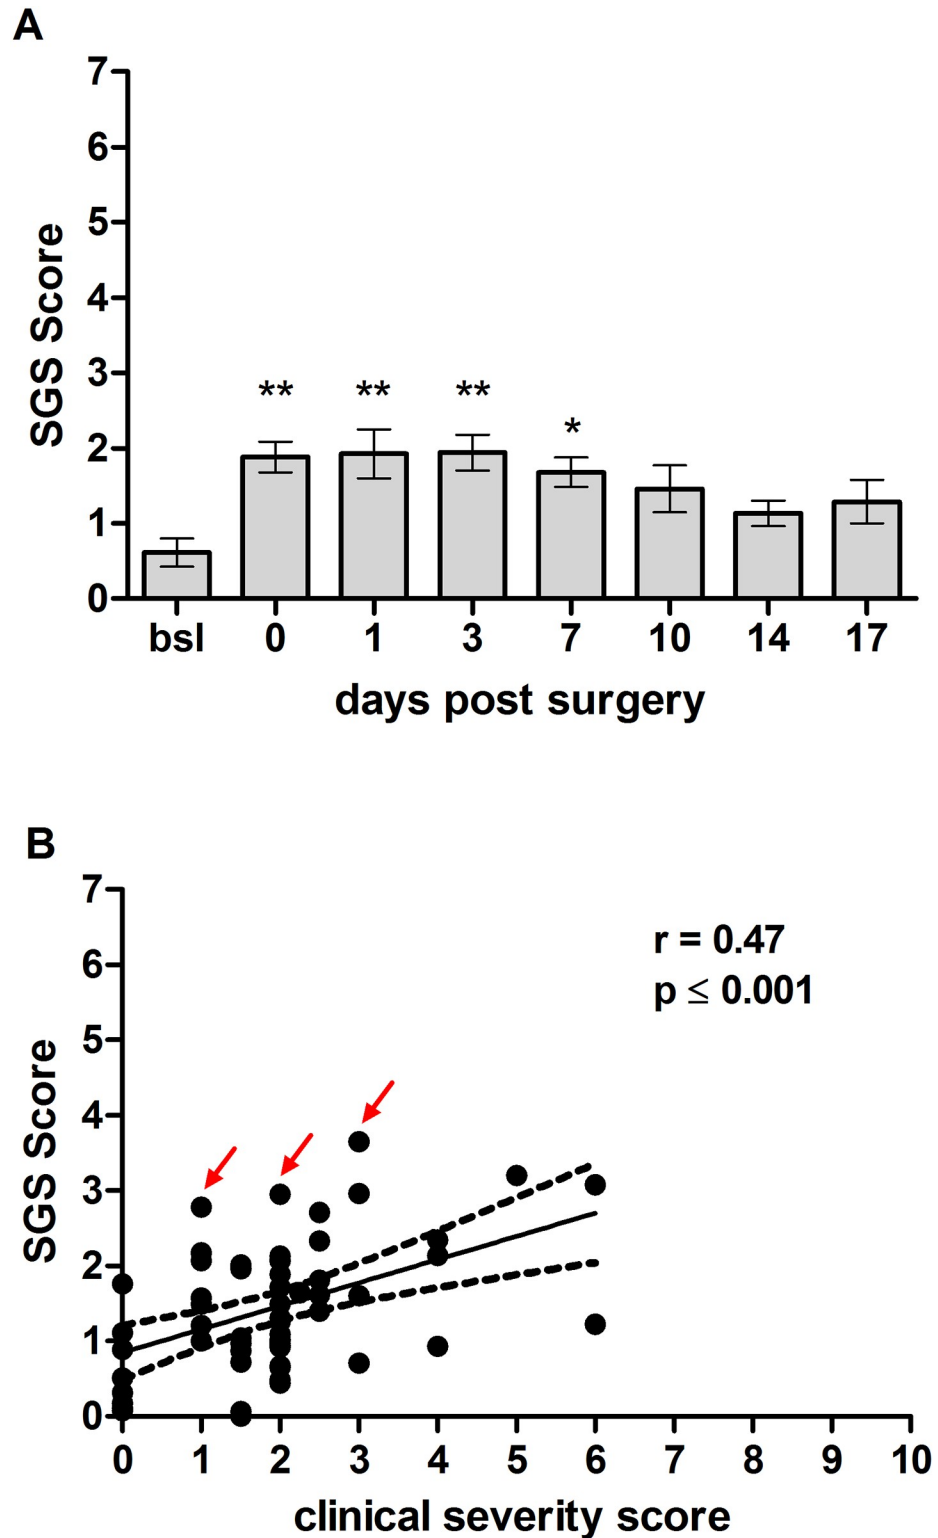 A
7
6
5
4
3
2
1
0
SGS Score
** ** ** *
bsl 0 1 3 7 10 14 17
days post surgery
B
7
6
5
4
3
2
1
0
SGS Score
r = 0.47
p ≤ 0.001
0 1 2 3 4 5 6 7 8 9 10
clinical severity score